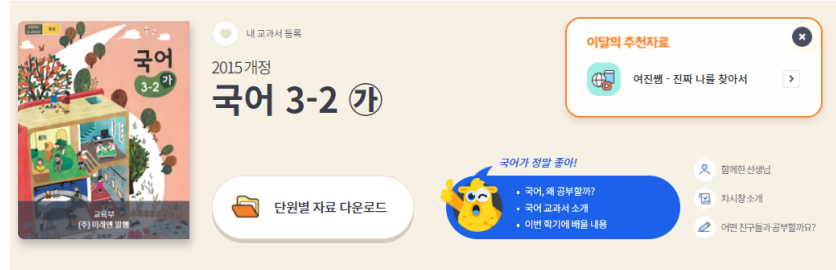 국어
3-2 가
교육부
(주)미래엔 발행
내 교과서 등록
2015 개정
국어 3-2 ㉮
단원별 자료 다운로드
이달의 추천자료
여진쌤 - 진짜 나를 찾아서
국어가 정말 좋아!
• 국어, 왜 공부할까?
• 국어 교과서 소개
• 이번 학기에 배울 내용
함께한 선생님
차시창 소개
어떤 친구들과 공부할까요?